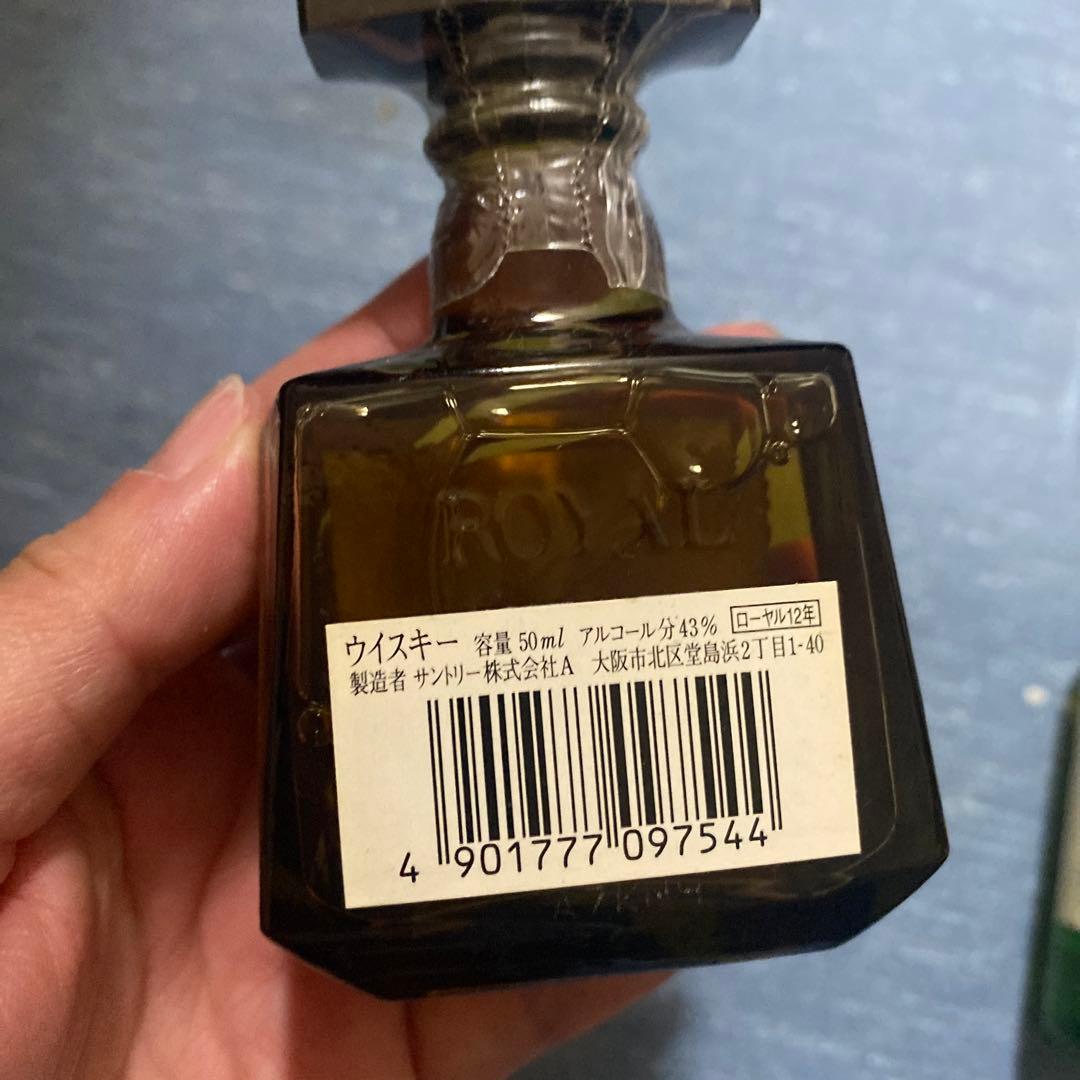 ROYAL
ウイスキー 容量 50ml アルコール分 43% ローヤル12年
製造者 サントリー株式会社A 大阪市北区堂島浜2丁目1-40
4 901777 097544